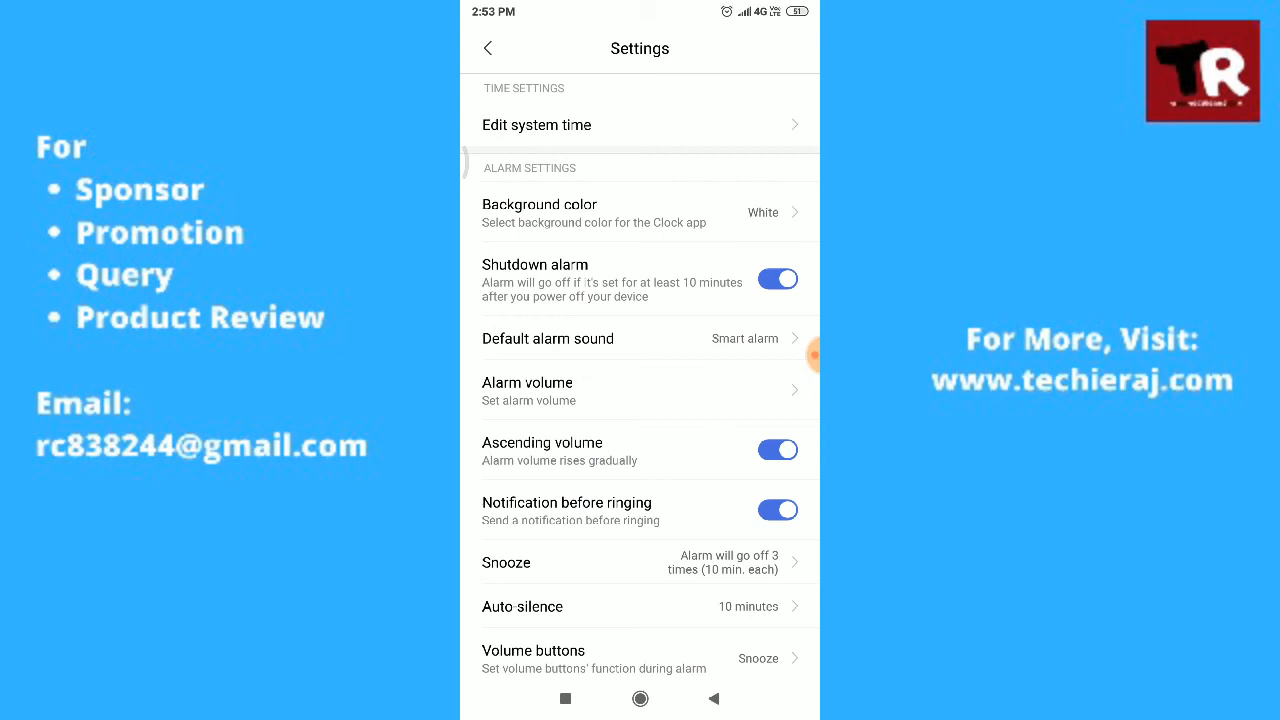 2:53 PM
4G
Vo
LTE
51
Settings
TIME SETTINGS
Edit system time
ALARM SETTINGS
Background color
White
Select background color for the Clock app
Shutdown alarm
Alarm will go off if it's set for at least 10 minutes
after you power off your device
Default alarm sound
Smart alarm
Alarm volume
Set alarm volume
Ascending volume
Alarm volume rises gradually
Notification before ringing
Send a notification before ringing
Snooze
Alarm will go off 3
times (10 min. each)
Auto-silence
10 minutes
Volume buttons
Snooze
Set volume buttons' function during alarm
For
• Sponsor
• Promotion
• Query
• Product Review
Email:
rc838244@gmail.com
TR
For More, Visit:
www.techieraj.com